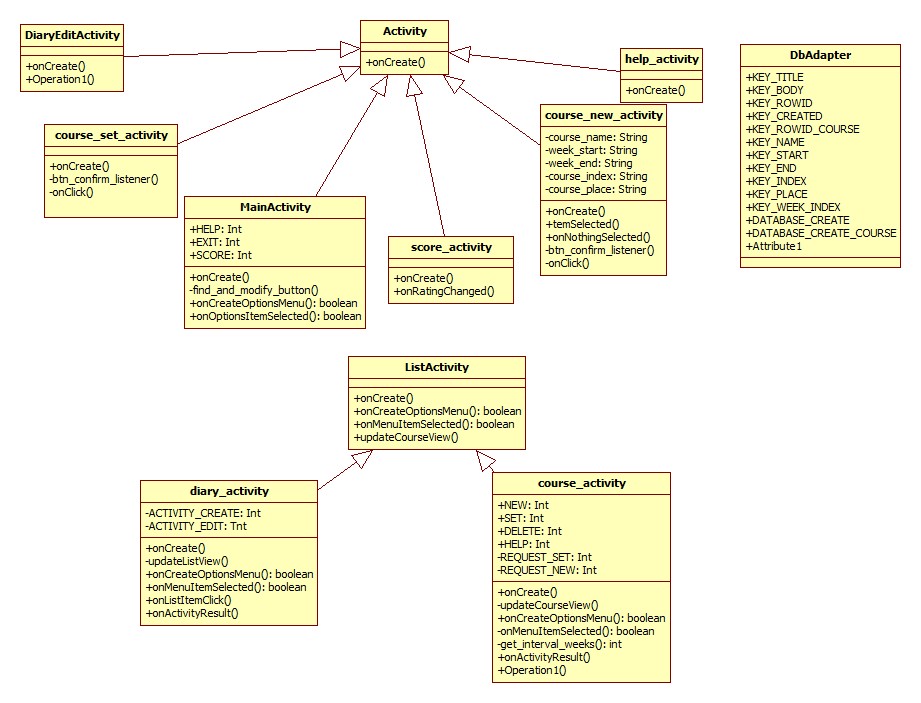 DiaryEditActivity
+onCreate()
+Operation1()
Activity
+onCreate()
help_activity
+onCreate()
DbAdapter
+KEY_TITLE
+KEY_BODY
+KEY_ROWID
+KEY_CREATED
+KEY_ROWID_COURSE
+KEY_NAME
+KEY_START
+KEY_END
+KEY_INDEX
+KEY_PLACE
+KEY_WEEK_INDEX
+DATABASE_CREATE
+DATABASE_CREATE_COURSE
+Attribute1
course_set_activity
+onCreate()
-btn_confirm_listener()
-onClick()
course_new_activity
-course_name: String
-week_start: String
-week_end: String
-course_index: String
-course_place: String
+onCreate()
+temSelected()
+onNothingSelected()
-btn_confirm_listener()
-onClick()
MainActivity
+HELP: Int
+EXIT: Int
+SCORE: Int
+onCreate()
-find_and_modify_button()
+onCreateOptionsMenu(): boolean
+onOptionsItemSelected(): boolean
score_activity
+onCreate()
+onRatingChanged()
ListActivity
+onCreate()
+onCreateOptionsMenu(): boolean
+onMenuItemSelected(): boolean
+updateCourseView()
diary_activity
-ACTIVITY_CREATE: Int
-ACTIVITY_EDIT: Tnt
+onCreate()
-updateListView()
+onCreateOptionsMenu(): boolean
+onMenuItemSelected(): boolean
+onListItemClick()
+onActivityResult()
course_activity
+NEW: Int
+SET: Int
+DELETE: Int
+HELP: Int
-REQUEST_SET: Int
-REQUEST_NEW: Int
+onCreate()
-updateCourseView()
+onCreateOptionsMenu(): boolean
-onMenuItemSelected(): boolean
-get_interval_weeks(): int
+onActivityResult()
+Operation1()